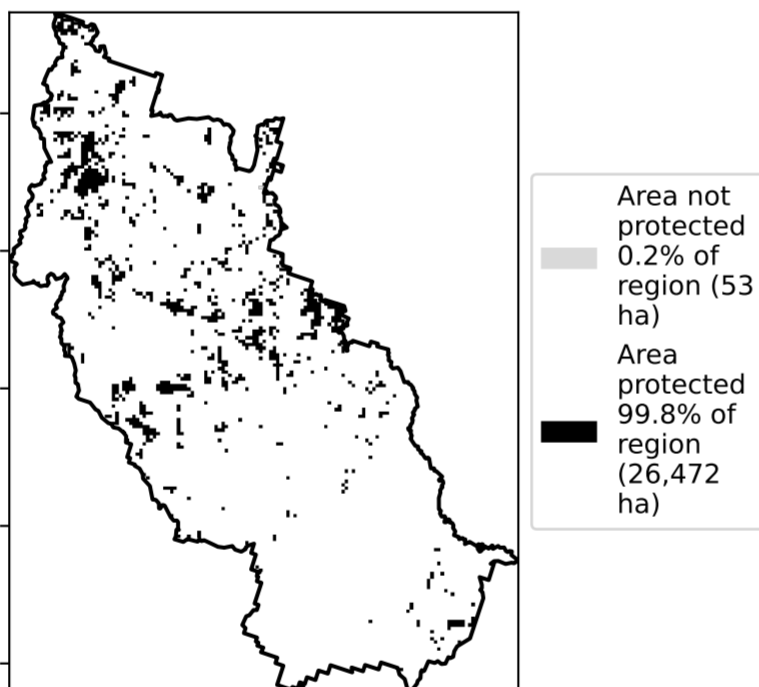 Area not
protected
0.2% of
region (53
ha)
Area
protected
99.8% of
region
(26,472
ha)